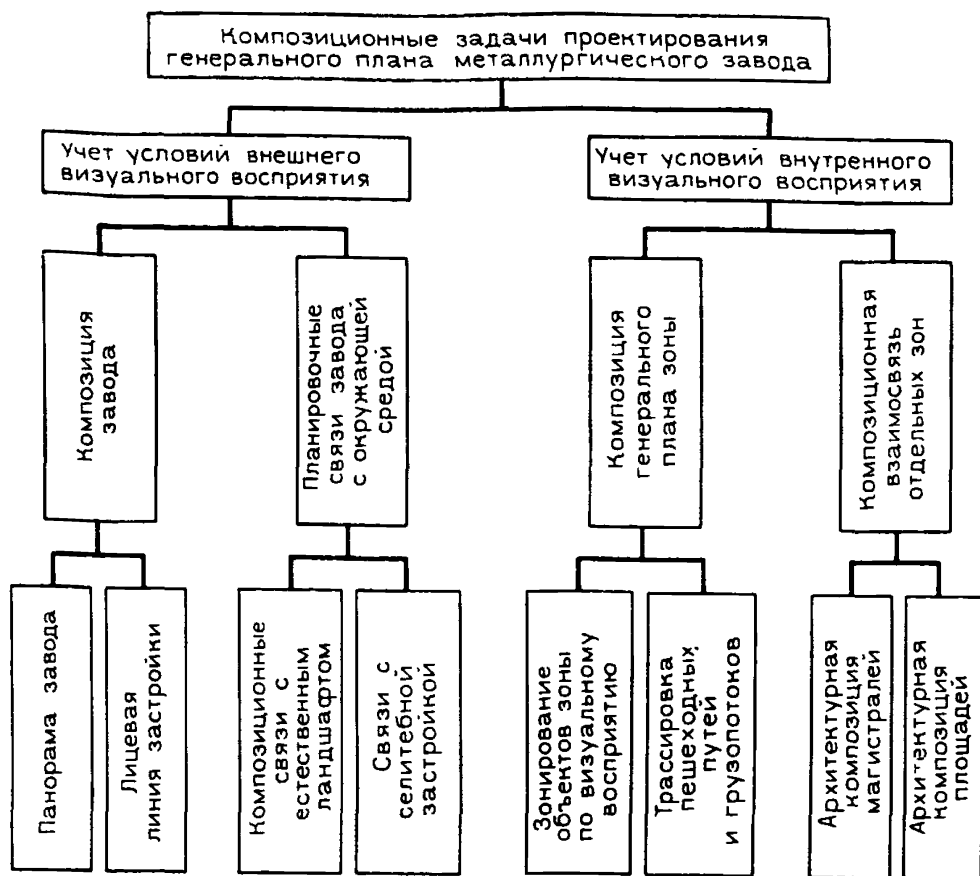 Композиционные задачи проектирования
генерального плана металлургического завода
Учет условий внешнего
визуального восприятия
Учет условий внутренного
визуального восприятия
Композиция
завода
Планировочные
связи завода
с окружающей
средой
Композиция
генерального
плана зоны
Композиционная
взаимосвязь
отдельных зон
Панорама завода
Лицевая
линия застройки
Композиционные
связи с
естественным
ландшафтом
Связи с
селитебной
застройкой
Зонирование
объектов зоны
по визуальному
восприятию
Трассировка
пешеходных
путей
и грузопотоков
Архитектурная
композиция
магистралей
Архитектурная
композиция
площадей